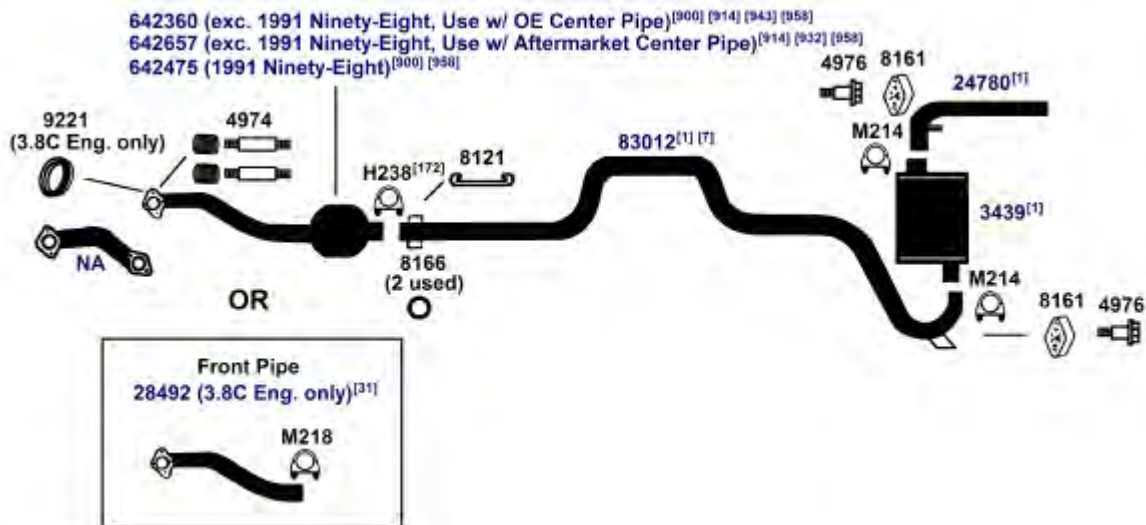 642360 (exc. 1991 Ninety-Eight, Use w/ OE Center Pipe)[900] [914] [943] [958]
642657 (exc. 1991 Ninety-Eight, Use w/ Aftermarket Center Pipe)[914] [932] [958]
642475 (1991 Ninety-Eight)[900] [958]
4976
8161
24780[1]
9221
(3.8C Eng. only)
4974
M214
83012[1] [7]
H238[172]
8121
3439[1]
NA
8166
(2 used)
OR
M214
8161
4976
Front Pipe
28492 (3.8C Eng. only)[31]
M218